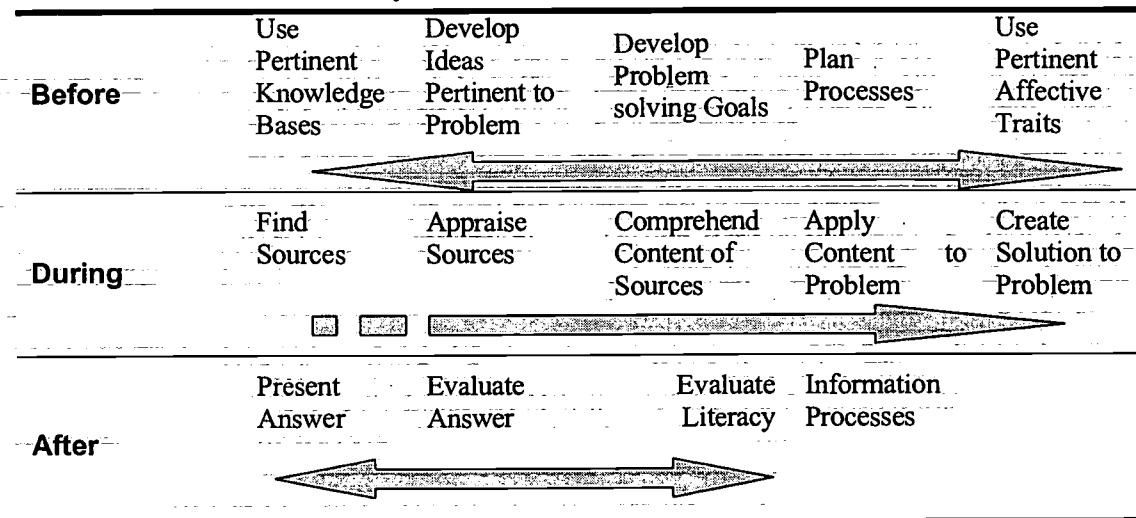 Before
Use
Pertinent
Knowledge
Bases
Develop
Ideas
Pertinent to
Problem
Develop
Problem
solving Goals
Plan
Processes
Use
Pertinent
Affective
Traits
During
Find
Sources
Appraise
Sources
Comprehend
Content of
Sources
Apply
Content to
Problem
Create
Solution to
Problem
After
Present
Answer
Evaluate
Answer
Evaluate Information
Literacy Processes